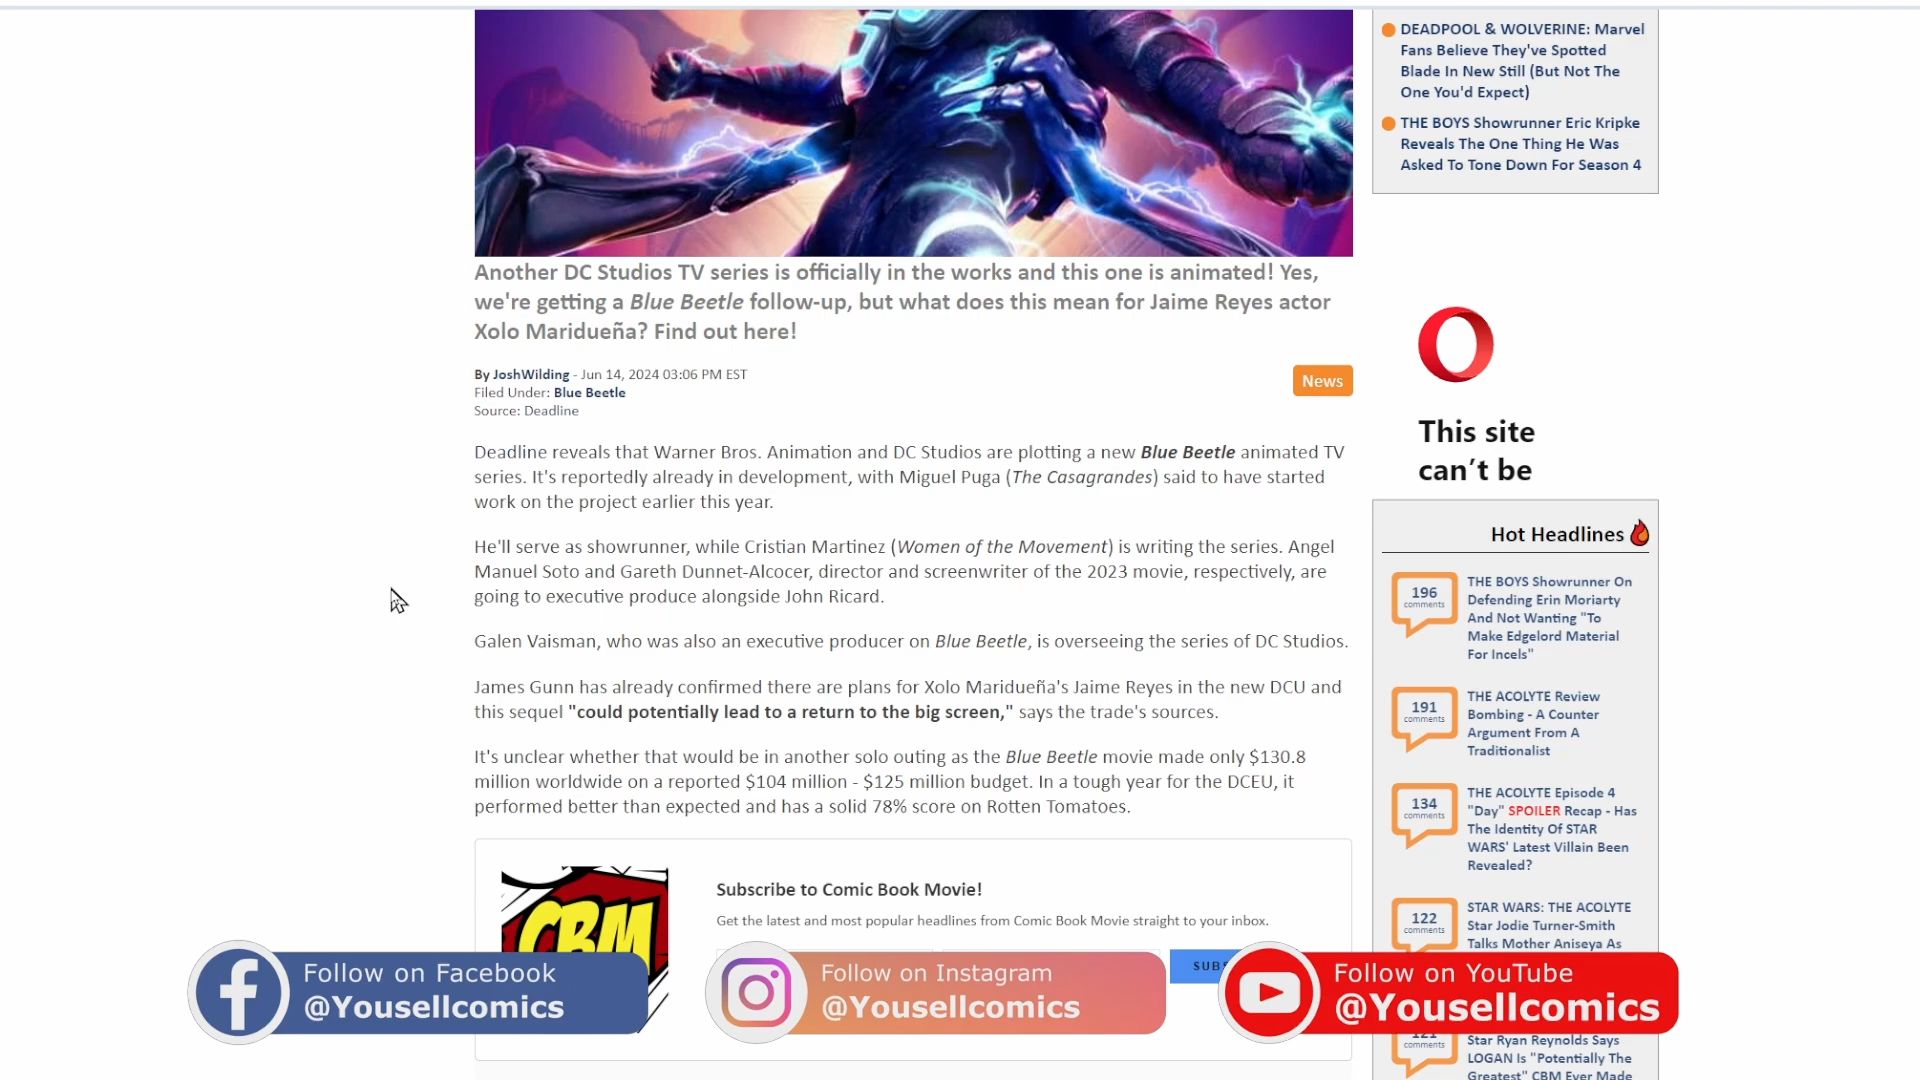 DEADPOOL & WOLVERINE: Marvel
Fans Believe They've Spotted
Blade In New Still (But Not The
One You'd Expect)
THE BOYS Showrunner Eric Kripke
Reveals The One Thing He Was
Asked To Tone Down For Season 4
Another DC Studios TV series is officially in the works and this one is animated! Yes,
we're getting a Blue Beetle follow-up, but what does this mean for Jaime Reyes actor
Xolo Maridueña? Find out here!
By JoshWilding - Jun 14, 2024 03:06 PM EST
Filed Under: Blue Beetle
Source: Deadline
News
Deadline reveals that Warner Bros. Animation and DC Studios are plotting a new Blue Beetle animated TV
series. It's reportedly already in development, with Miguel Puga (The Casagrandes) said to have started
work on the project earlier this year.
He'll serve as showrunner, while Cristian Martinez (Women of the Movement) is writing the series. Angel
Manuel Soto and Gareth Dunnet-Alcocer, director and screenwriter of the 2023 movie, respectively, are
going to executive produce alongside John Ricard.
Galen Vaisman, who was also an executive producer on Blue Beetle, is overseeing the series of DC Studios.
James Gunn has already confirmed there are plans for Xolo Maridueña's Jaime Reyes in the new DCU and
this sequel "could potentially lead to a return to the big screen," says the trade's sources.
It's unclear whether that would be in another solo outing as the Blue Beetle movie made only $130.8
million worldwide on a reported $104 million - $125 million budget. In a tough year for the DCEU, it
performed better than expected and has a solid 78% score on Rotten Tomatoes.
This site
can't be
Hot Headlines
196
comments
THE BOYS Showrunner On
Defending Erin Moriarty
And Not Wanting "To
Make Edgelord Material
For Incels"
191
comments
THE ACOLYTE Review
Bombing - A Counter
Argument From A
Traditionalist
134
comments
THE ACOLYTE Episode 4
"Day" SPOILER Recap - Has
The Identity Of STAR
WARS' Latest Villain Been
Revealed?
122
comments
STAR WARS: THE ACOLYTE
Star Jodie Turner-Smith
Talks Mother Aniseya As
121
comments
Star Ryan Reynolds Says
LOGAN Is "Potentially The
Greatest" CBM Ever Made
CBM
Subscribe to Comic Book Movie!
Get the latest and most popular headlines from Comic Book Movie straight to your inbox.
Follow on Facebook
@Yousellcomics
Follow on Instagram
@Yousellcomics
Follow on YouTube
@Yousellcomics